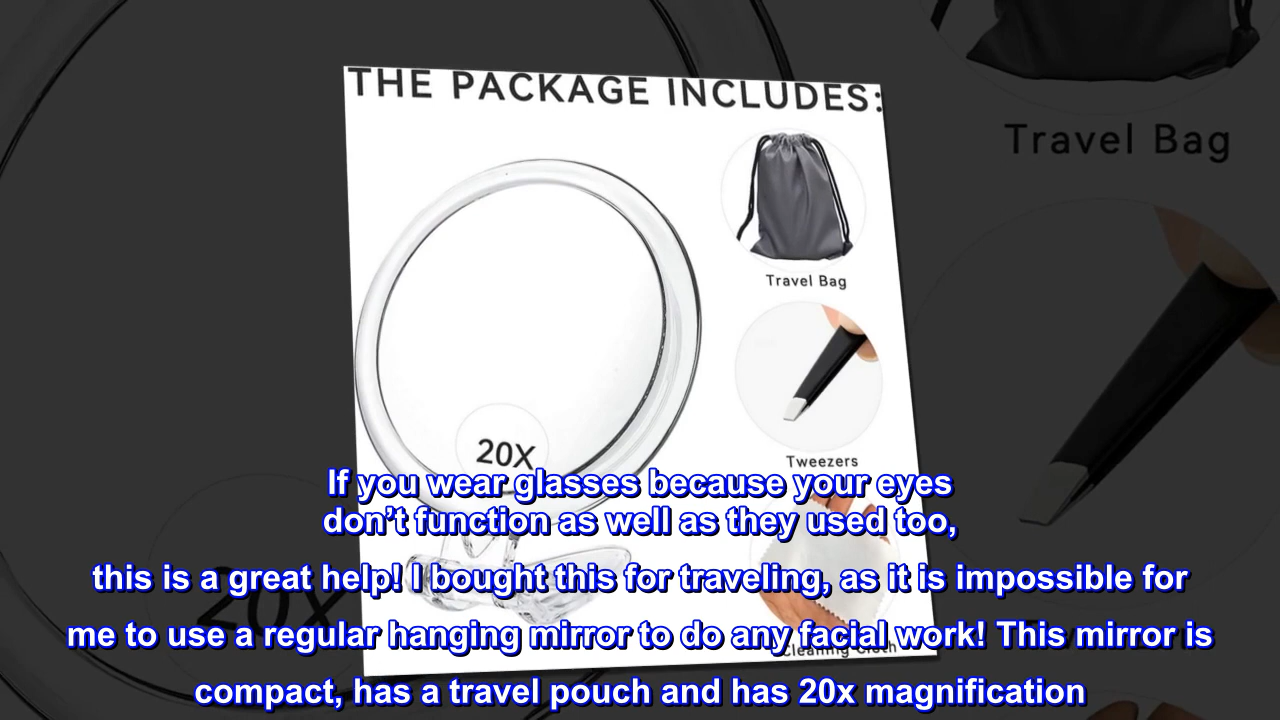 THE PACKAGE INCLUDES:
Travel Bag
Travel Bag
20X
Tweezers
If you wear glasses because your eyes
don’t function as well as they used too,
this is a great help! I bought this for traveling, as it is impossible for
20X
me to use a regular hanging mirror to do any facial work! This mirror is
Cleaning Cloth
compact, has a travel pouch and has 20x magnification